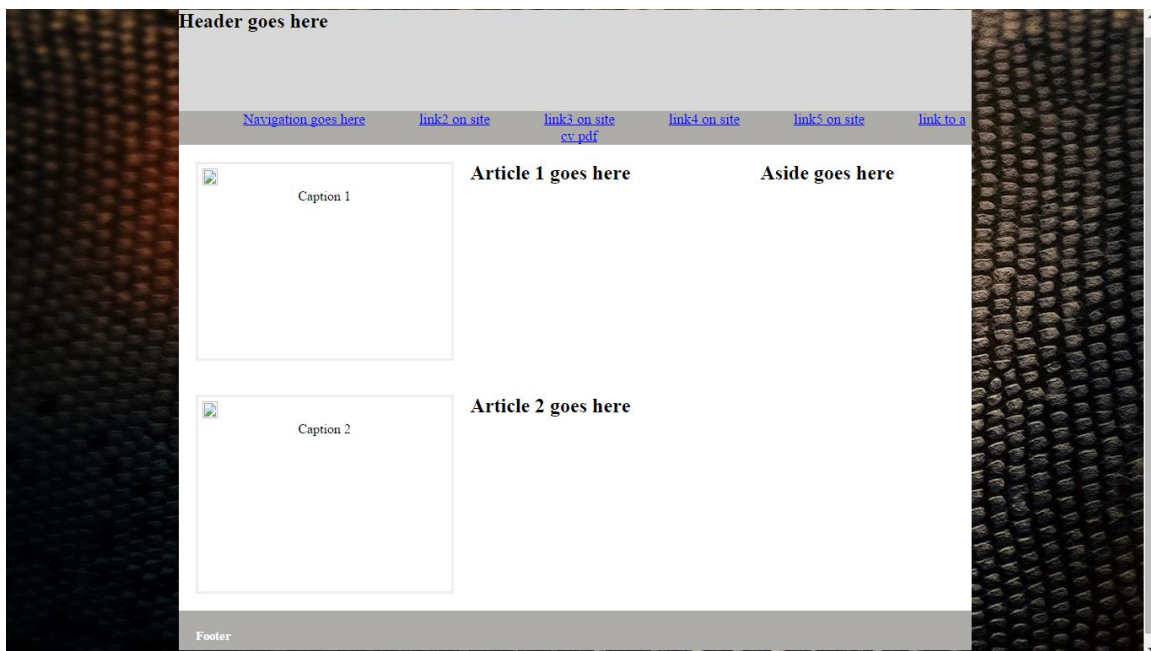 Header goes here
Navigation goes here link2 on site link3 on site link4 on site link5 on site link to a
cv pdf
Article 1 goes here
Aside goes here
Caption 1
Article 2 goes here
Caption 2
Footer